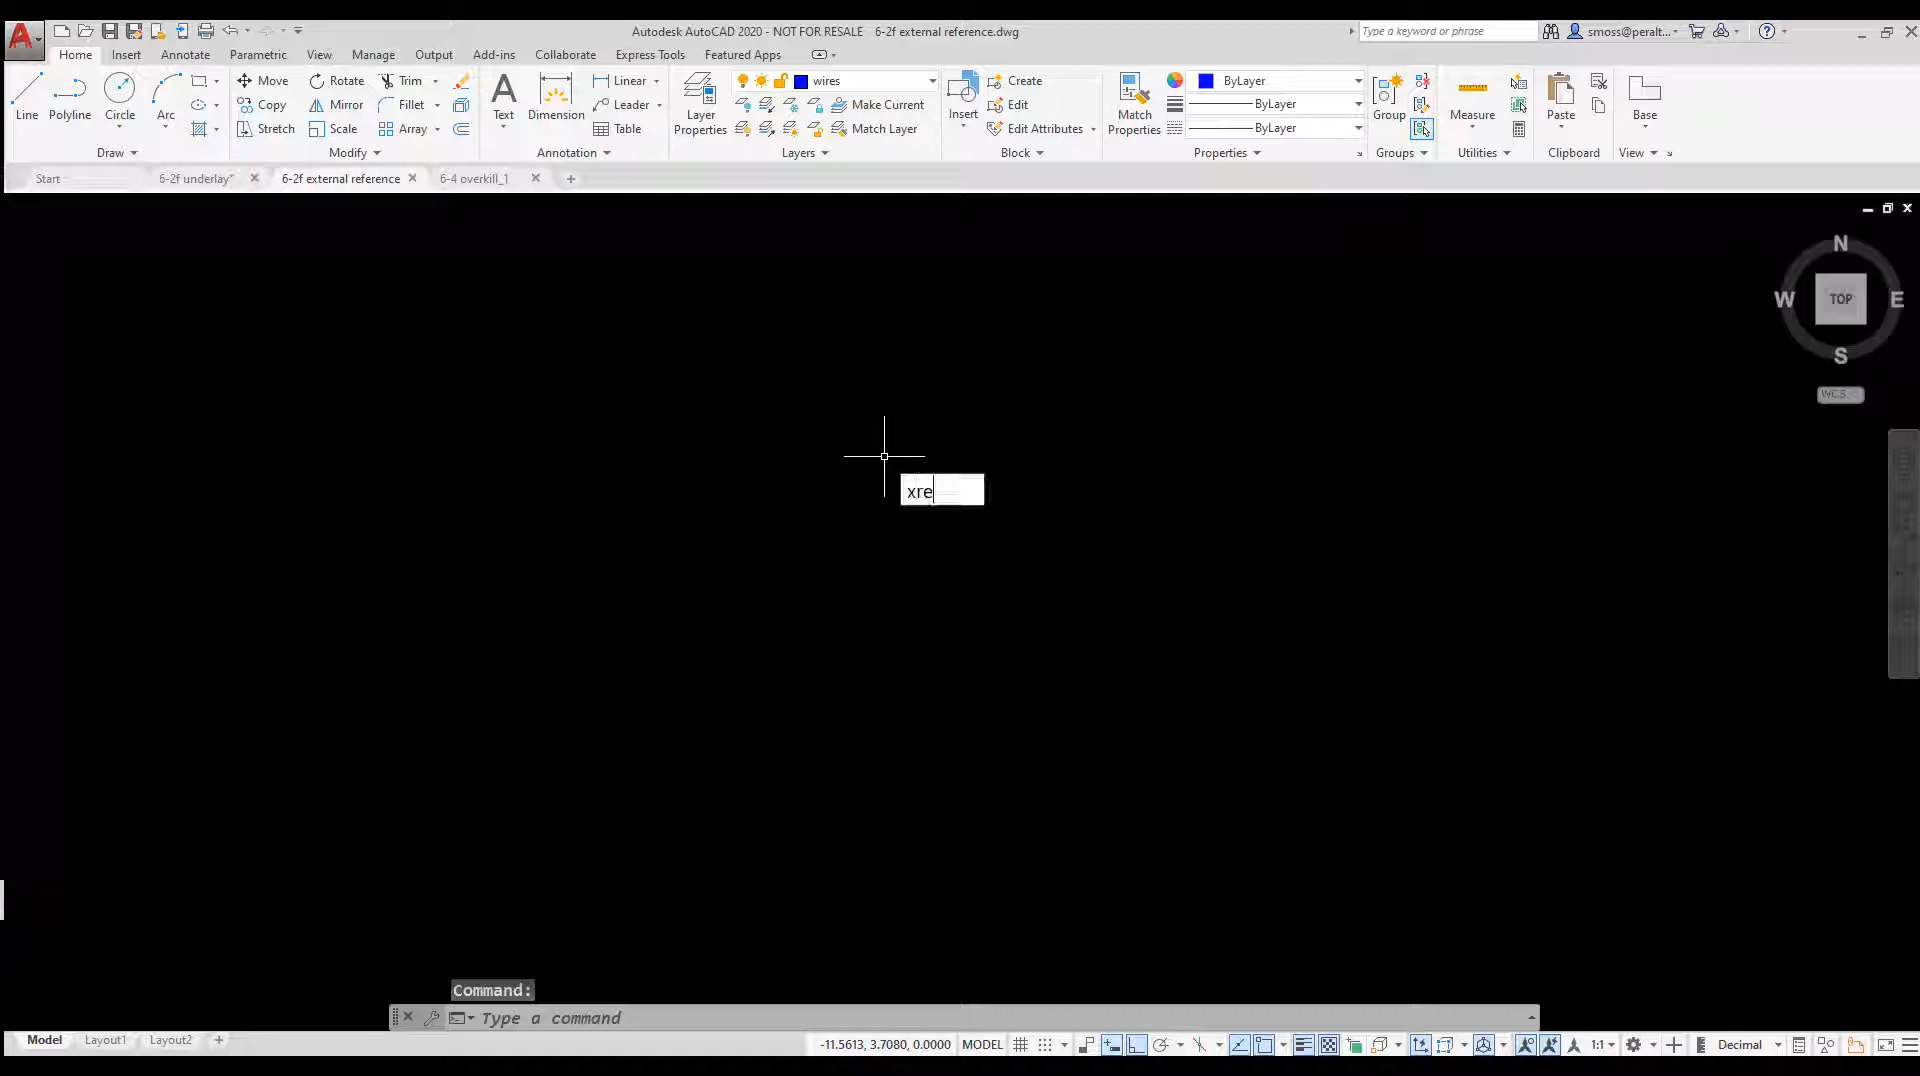 Autodesk AutoCAD 2020 - NOT FOR RESALE 6-2f external reference.dwg
Type a keyword or phrase
smoss@peralt...
Home Insert Annotate Parametric View Manage Output Add-ins Collaborate Express Tools Featured Apps
Line
Polyline
Circle
Arc
Draw
Move Rotate Trim
Copy Mirror Fillet
Stretch Scale Array
Modify
Text
Dimension
Linear
Leader
Table
Annotation
Layer
Properties
wires
Make Current
Match Layer
Layers
Insert
Create
Edit
Edit Attributes
Block
Match
Properties
ByLayer
ByLayer
ByLayer
Properties
Group
Groups
Measure
Utilities
Paste
Clipboard
Base
View
Start 6-2f underlay* 6-2f external reference 6-4 overkill_1
N
W TOP E
S
WCS
xre
Command:
Type a command
Model Layout1 Layout2
-11.5613, 3.7080, 0.0000 MODEL 1:1 Decimal